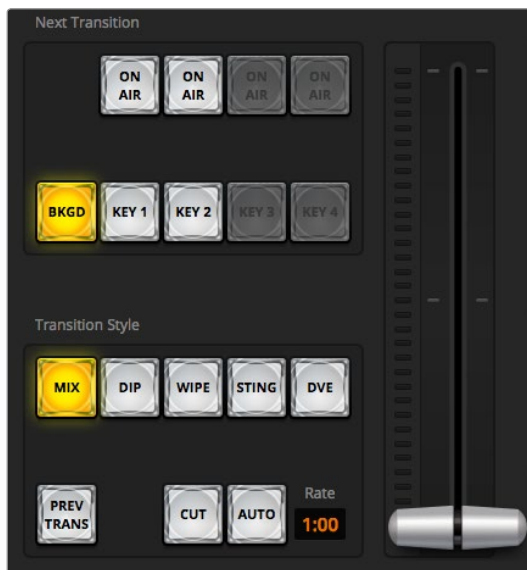 Next Transition
ON AIR ON AIR ON AIR ON AIR
BKGD KEY 1 KEY 2 KEY 3 KEY 4
Transition Style
MIX DIP WIPE STING DVE
PREV TRANS CUT AUTO Rate 1:00